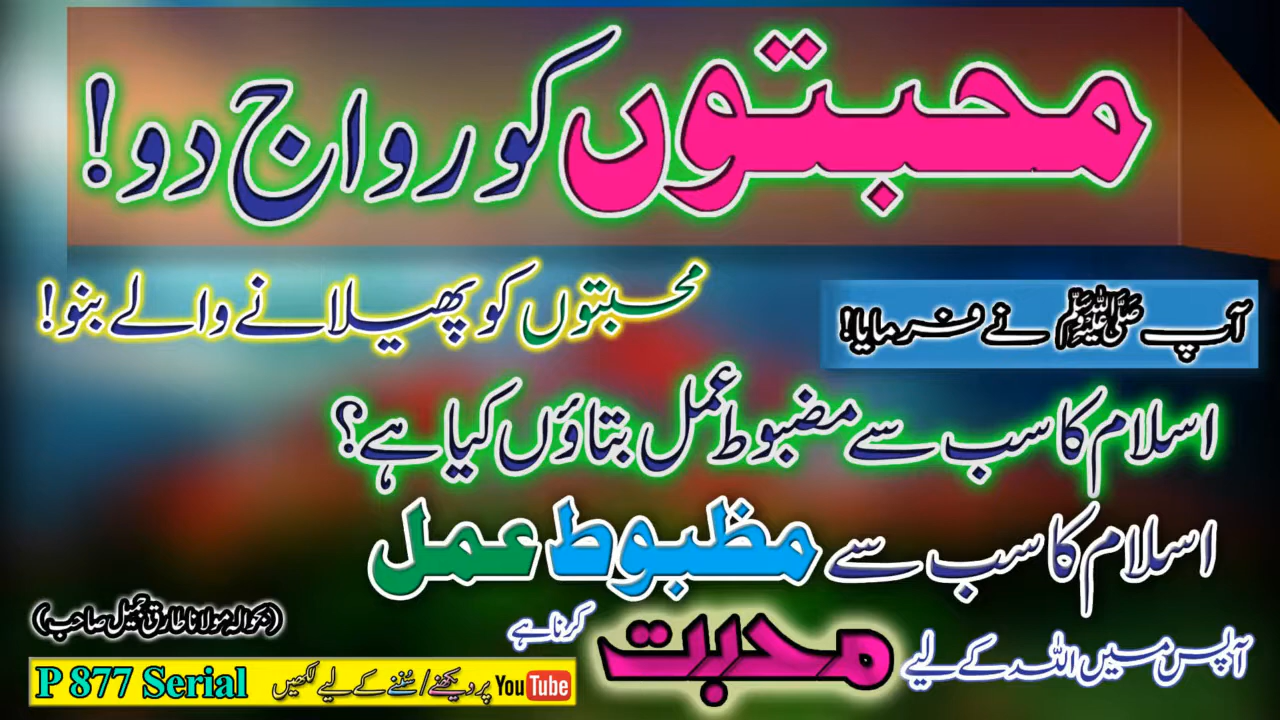 محبتوں کو رواج دو!
محبتوں کو پھیلانے والے بنو!
آپ ﷺ نے فرمایا!
اسلام کا سب سے مضبوط عمل بتاؤں کیا ہے؟
اسلام کا سب سے مظبوط عمل
آپس میں اللہ کے لیے محبت کرنا ہے
(بحوالہ مولانا طارق جمیل صاحب)
YouTube پر دیکھنے/سُننے کے لیے لکھیں P 877 Serial